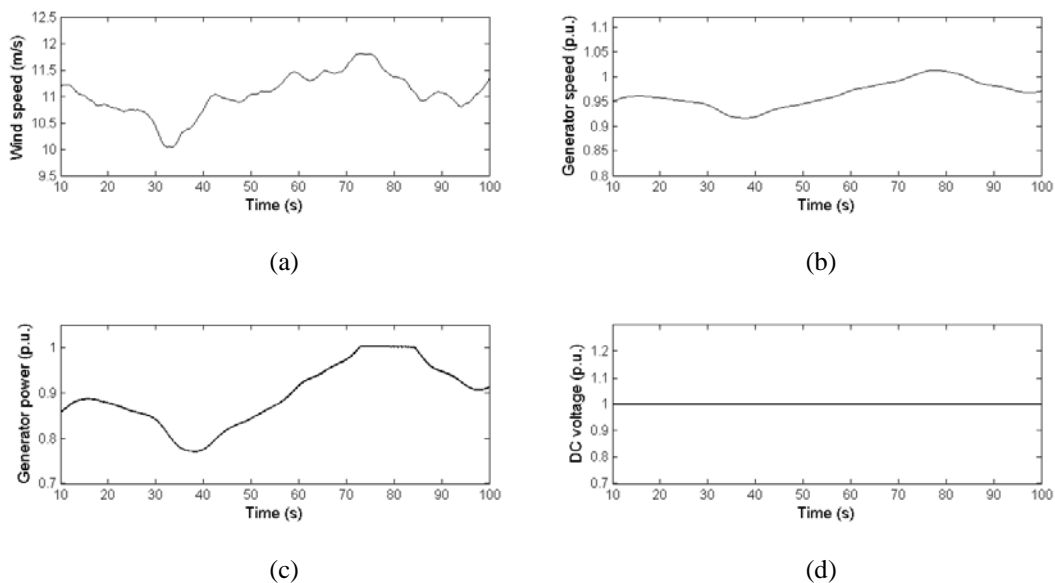 12.5
12
11.5
11
10.5
10
9.5
Wind speed (m/s)
10 20 30 40 50 60 70 80 90 100
Time (s)
(a)
1.1
1.05
1
0.95
0.9
0.85
0.8
Generator speed (p.u.)
10 20 30 40 50 60 70 80 90 100
Time (s)
(b)
1
0.9
0.8
0.7
Generator power (p.u.)
10 20 30 40 50 60 70 80 90 100
Time (s)
(c)
1.2
1.1
1
0.9
0.8
0.7
DC voltage (p.u.)
10 20 30 40 50 60 70 80 90 100
Time (s)
(d)